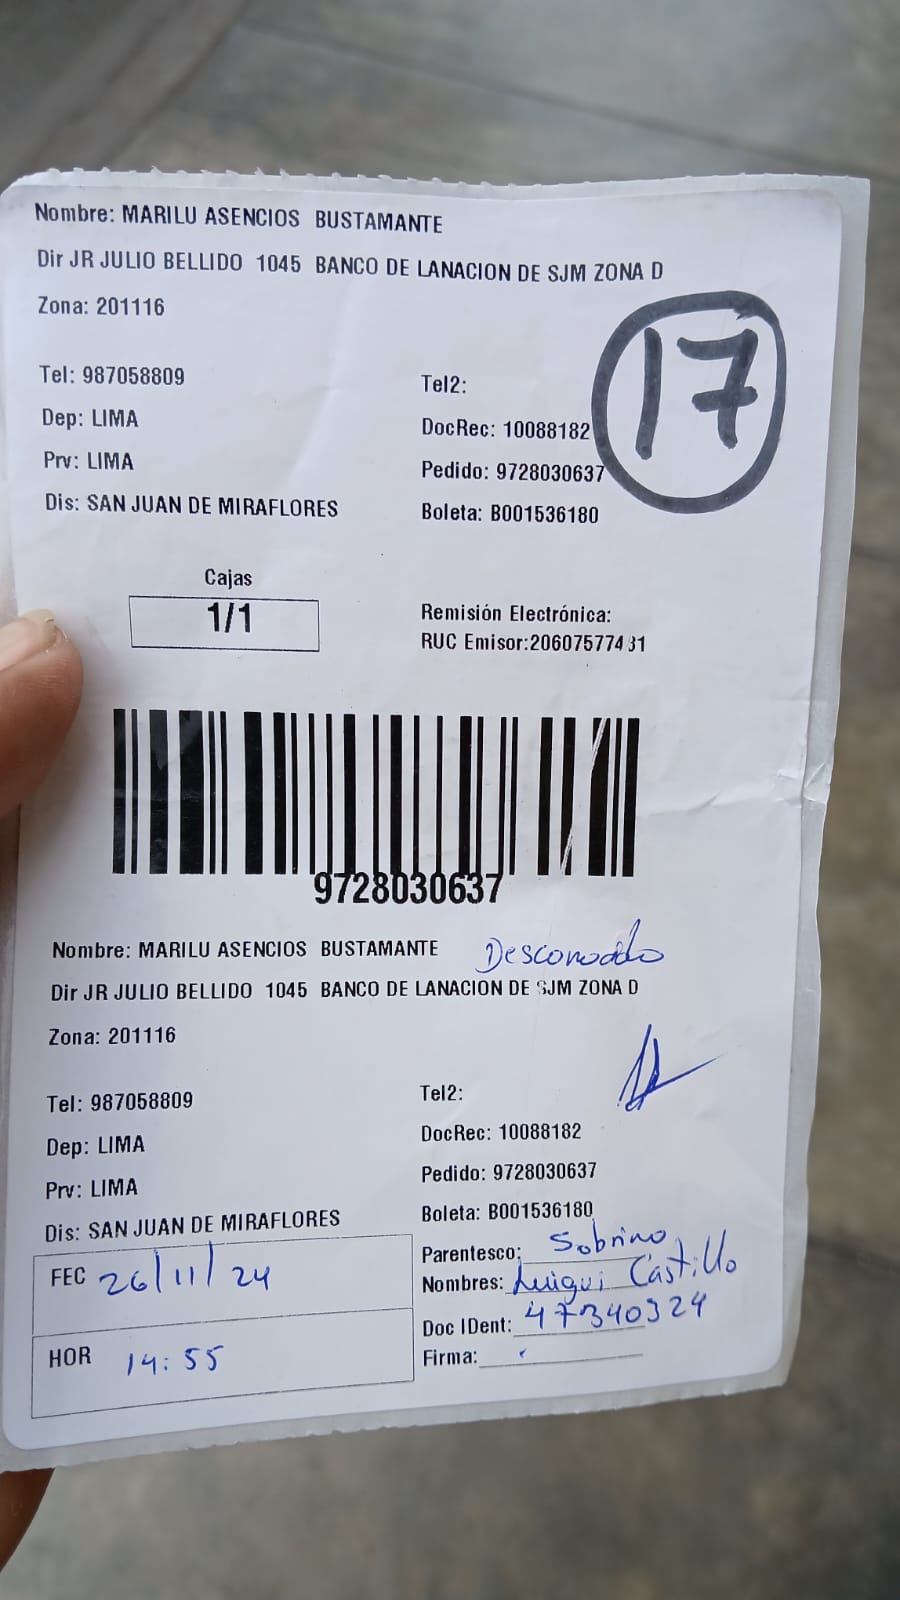 Nombre: MARILU ASENCIOS BUSTAMANTE
Dir JR JULIO BELLIDO 1045 BANCO DE LANACION DE SJM ZONA D
Zona: 201116
17
Tel: 987058809
Tel2:
Dep: LIMA
DocRec: 10088182
Prv: LIMA
Pedido: 9728030637
Dis: SAN JUAN DE MIRAFLORES
Boleta: B001536180
Cajas
1/1
Remisión Electrónica:
RUC Emisor:20607577431
9728030637
Nombre: MARILU ASENCIOS BUSTAMANTE
Desconoddo
Dir JR JULIO BELLIDO 1045 BANCO DE LANACION DE SJM ZONA D
Zona: 201116
Tel: 987058809
Tel2:
Dep: LIMA
DocRec: 10088182
Prv: LIMA
Pedido: 9728030637
Dis: SAN JUAN DE MIRAFLORES
Boleta: B001536180
FEC 26/11/24
Parentesco: Sobrino
Nombres: Luigui Castillo
Doc IDent: 47340324
HOR 14:55
Firma: